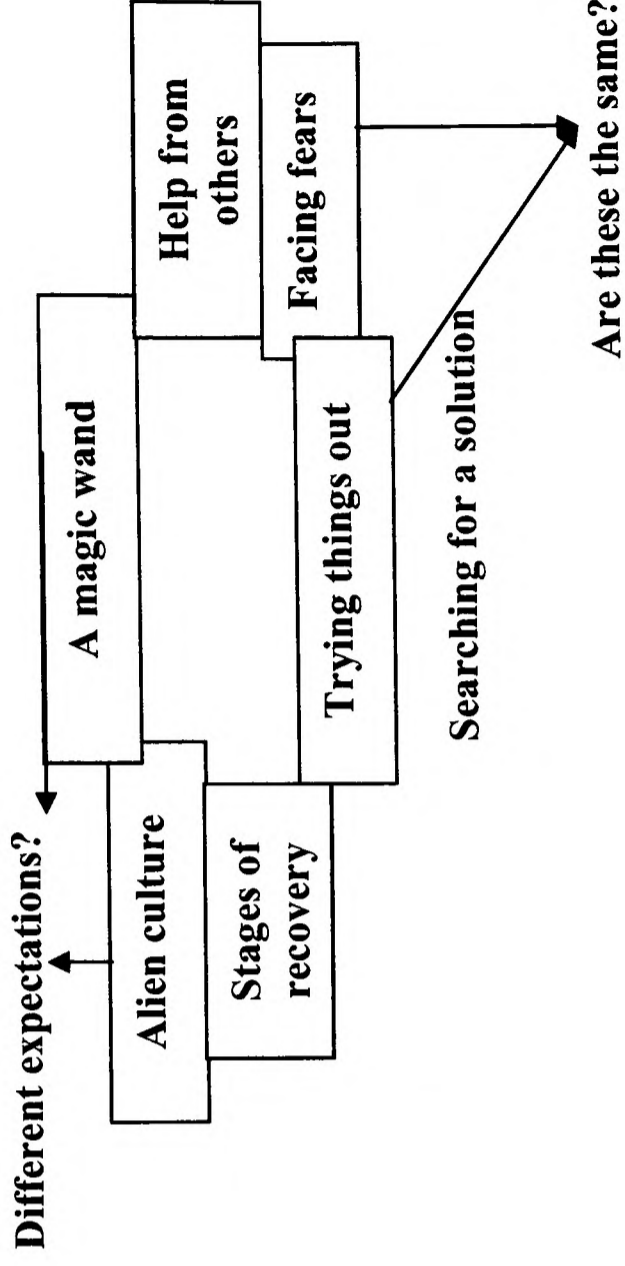 Different expectations?
Alien culture
A magic wand
Help from
others
Stages of
recovery
Trying things out
Facing fears
Searching for a solution
Are these the same?